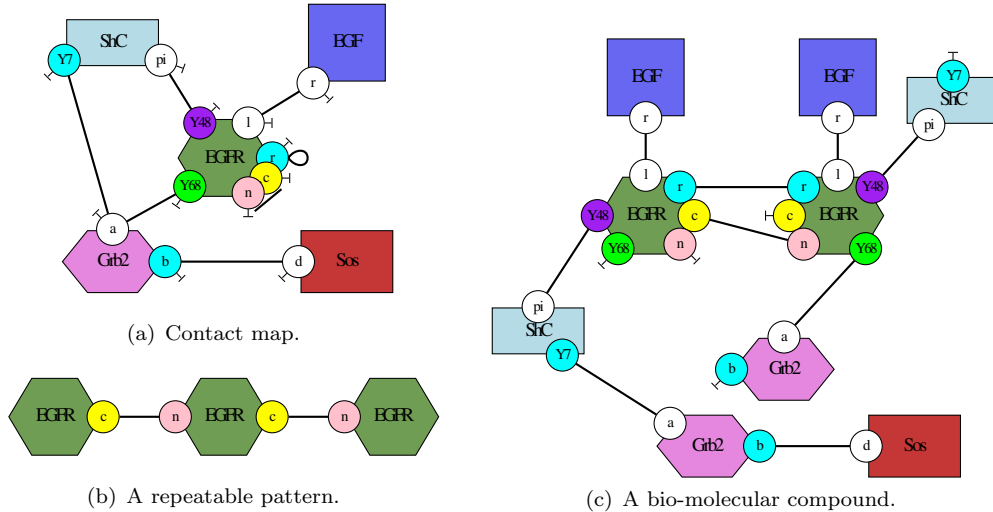 ShC
EGF
Y7
pi
r
Y48
l
EGFR
r
c
Y68
n
a
Grb2
b
d
Sos
(a) Contact map.
EGFR
c
n
EGFR
c
n
EGFR
(b) A repeatable pattern.
EGF
EGF
Y7
ShC
r
r
pi
l
l
r
r
Y48
Y48
EGFR
c
c
EGFR
Y68
n
n
Y68
pi
ShC
Y7
a
b
Grb2
a
Grb2
b
d
Sos
(c) A bio-molecular compound.